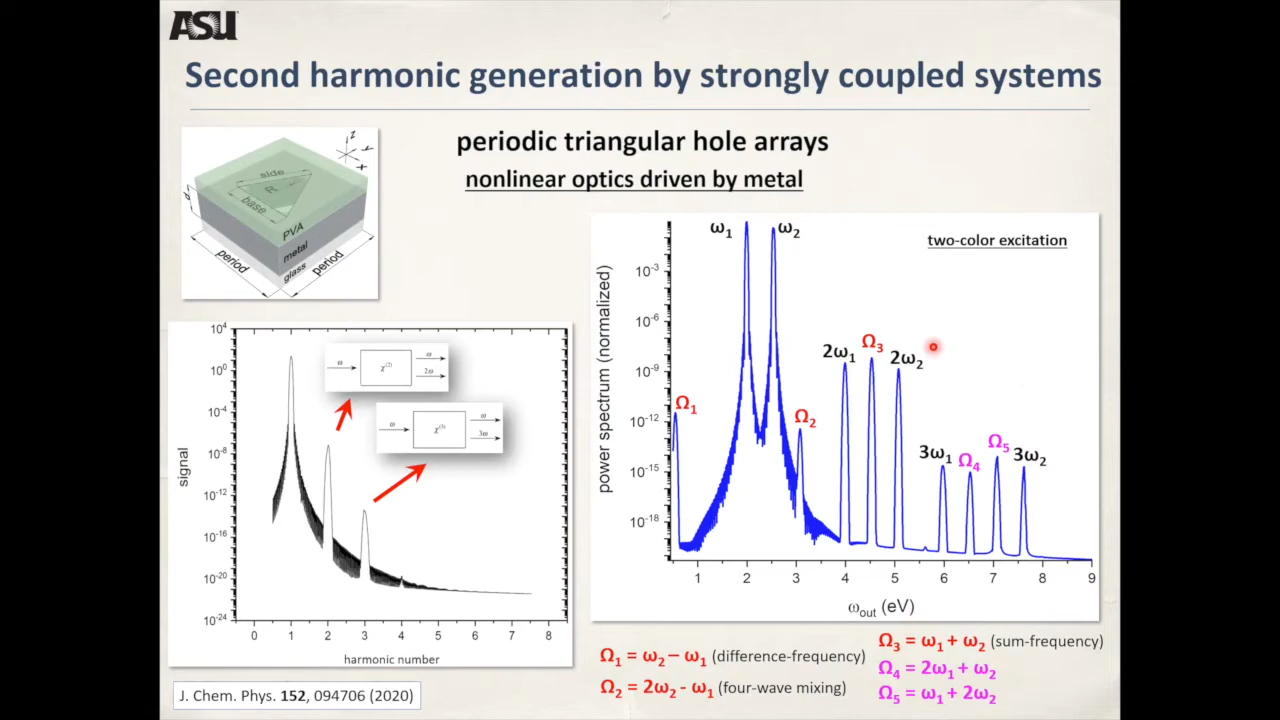 ASU
Second harmonic generation by strongly coupled systems
periodic triangular hole arrays
nonlinear optics driven by metal
z
y
x
side
R
base
d
PVA
metal
glass
period
period
10⁴
10⁰
10⁻⁴
10⁻⁸
10⁻¹²
10⁻¹⁶
10⁻²⁰
10⁻²⁴
signal
ω
χ⁽²⁾
ω
2ω
ω
χ⁽³⁾
ω
3ω
0 1 2 3 4 5 6 7 8
harmonic number
J. Chem. Phys. 152, 094706 (2020)
two-color excitation
ω₁
ω₂
10⁻³
10⁻⁶
10⁻⁹
10⁻¹²
10⁻¹⁵
10⁻¹⁸
power spectrum (normalized)
Ω₁
Ω₂
2ω₁
Ω₃
2ω₂
3ω₁
Ω₄
Ω₅
3ω₂
1 2 3 4 5 6 7 8 9
ω_out (eV)
Ω₁ = ω₂ – ω₁ (difference-frequency)
Ω₂ = 2ω₂ - ω₁ (four-wave mixing)
Ω₃ = ω₁ + ω₂ (sum-frequency)
Ω₄ = 2ω₁ + ω₂
Ω₅ = ω₁ + 2ω₂